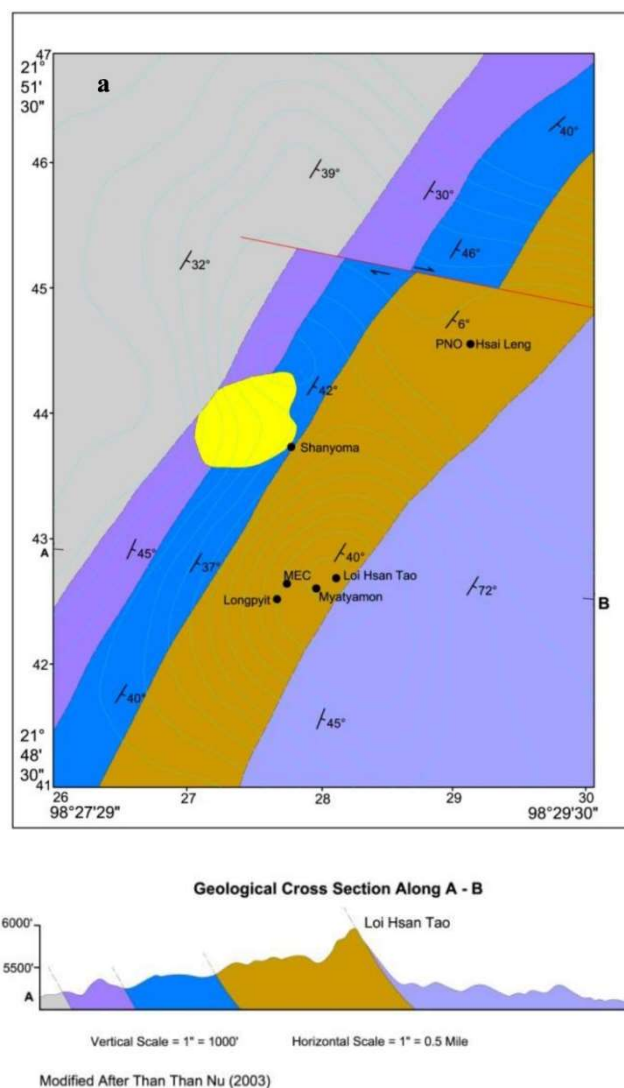 a
47
21°
51'
30"
46
45
44
43
A
42
21°
48'
30"
41
40°
39°
30°
46°
32°
6°
PNO Hsai Leng
42°
Shanyoma
45°
37°
40°
MEC Loi Hsan Tao
Longpyit Myatyamon
72°
B
40°
45°
26 27 28 29 30
98°27'29" 98°29'30"
Geological Cross Section Along A - B
6000'
Loi Hsan Tao
5500'
A
Vertical Scale = 1" = 1000' Horizontal Scale = 1" = 0.5 Mile
Modified After Than Than Nu (2003)